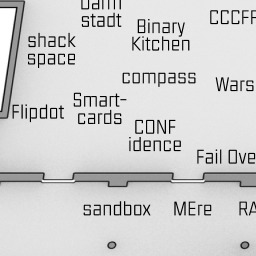 stadt
Binary
Kitchen
CCCFF
shack
space
compass
Wars
Flipdot
Smart-
cards
CONF
idence
Fail Ove
sandbox
MEre
RA